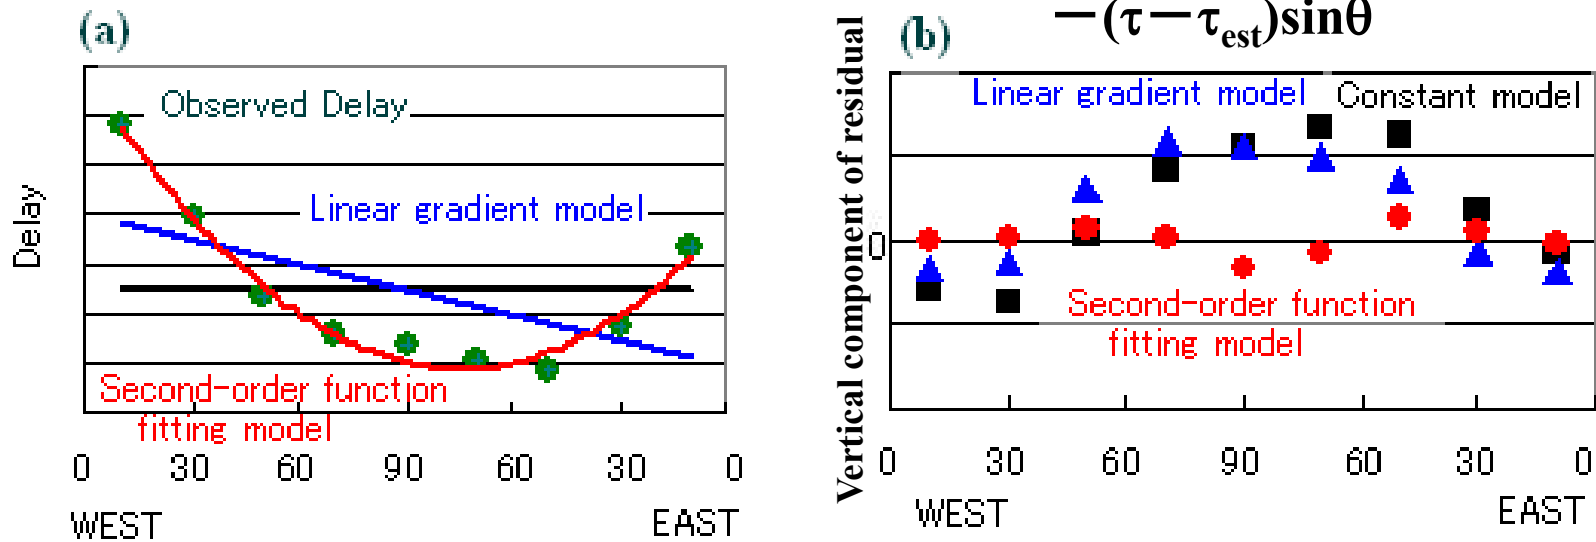 (a)
Observed Delay
Linear gradient model
Second-order function
fitting model
Delay
0 30 60 90 60 30 0
WEST EAST
−(τ−τest)sinθ
(b)
Linear gradient model Constant model
Vertical component of residual
0
Second-order function
fitting model
0 30 60 90 60 30 0
WEST EAST